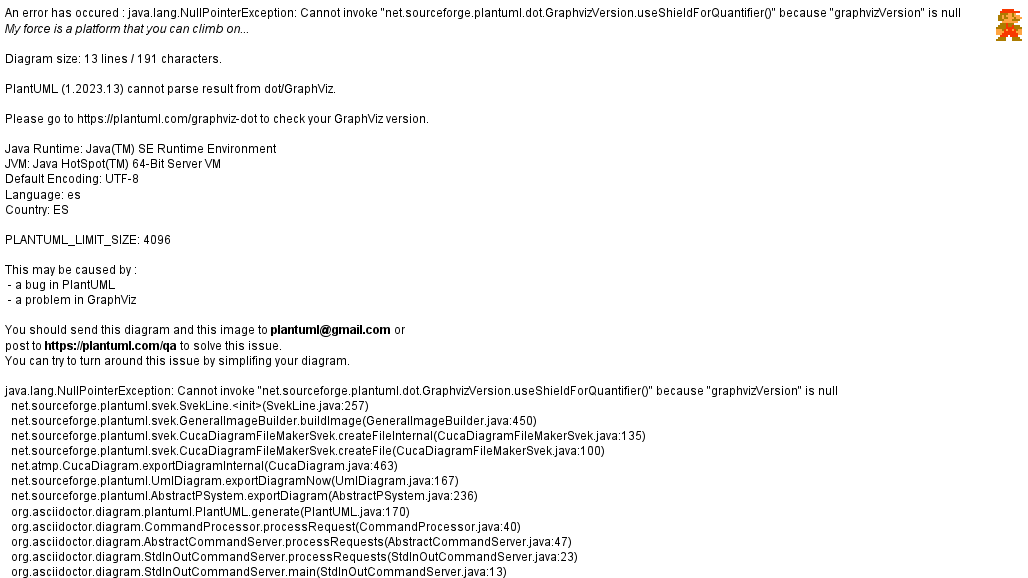 An error has occured : java.lang.NullPointerException: Cannot invoke "net.sourceforge.plantuml.dot.GraphvizVersion.useShieldForQuantifier()" because "graphvizVersion" is null
My force is a platform that you can climb on...
Diagram size: 13 lines / 191 characters.
PlantUML (1.2023.13) cannot parse result from dot/GraphViz.
Please go to https://plantuml.com/graphviz-dot to check your GraphViz version.
Java Runtime: Java(TM) SE Runtime Environment
JVM: Java HotSpot(TM) 64-Bit Server VM
Default Encoding: UTF-8
Language: es
Country: ES
PLANTUML_LIMIT_SIZE: 4096
This may be caused by :
- a bug in PlantUML
- a problem in GraphViz
You should send this diagram and this image to plantuml@gmail.com or
post to https://plantuml.com/qa to solve this issue.
You can try to turn around this issue by simplifing your diagram.
java.lang.NullPointerException: Cannot invoke "net.sourceforge.plantuml.dot.GraphvizVersion.useShieldForQuantifier()" because "graphvizVersion" is null
net.sourceforge.plantuml.svek.SvekLine.<init>(SvekLine.java:257)
net.sourceforge.plantuml.svek.GeneralImageBuilder.buildImage(GeneralImageBuilder.java:450)
net.sourceforge.plantuml.svek.CucaDiagramFileMakerSvek.createFileInternal(CucaDiagramFileMakerSvek.java:135)
net.sourceforge.plantuml.svek.CucaDiagramFileMakerSvek.createFile(CucaDiagramFileMakerSvek.java:100)
net.atmp.CucaDiagram.exportDiagramInternal(CucaDiagram.java:463)
net.sourceforge.plantuml.UmlDiagram.exportDiagramNow(UmlDiagram.java:167)
net.sourceforge.plantuml.AbstractPSystem.exportDiagram(AbstractPSystem.java:236)
org.asciidoctor.diagram.plantuml.PlantUML.generate(PlantUML.java:170)
org.asciidoctor.diagram.CommandProcessor.processRequest(CommandProcessor.java:40)
org.asciidoctor.diagram.AbstractCommandServer.processRequests(AbstractCommandServer.java:47)
org.asciidoctor.diagram.StdInOutCommandServer.processRequests(StdInOutCommandServer.java:23)
org.asciidoctor.diagram.StdInOutCommandServer.main(StdInOutCommandServer.java:13)